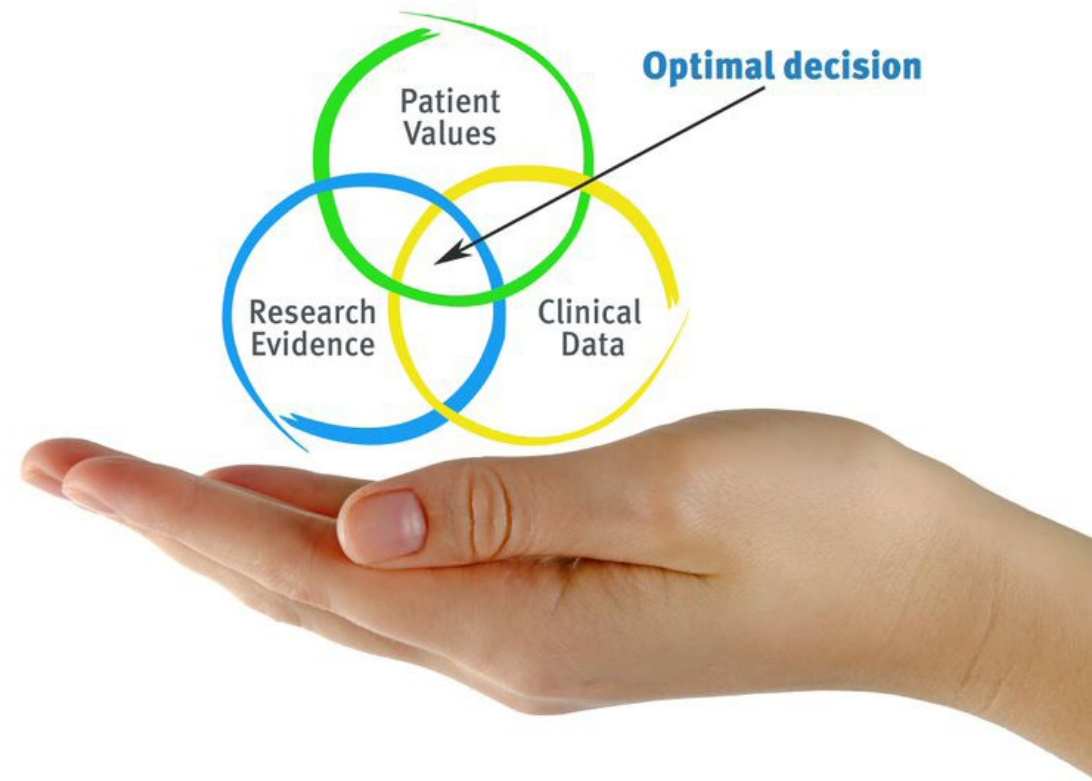 Optimal decision
Patient
Values
Research
Evidence
Clinical
Data